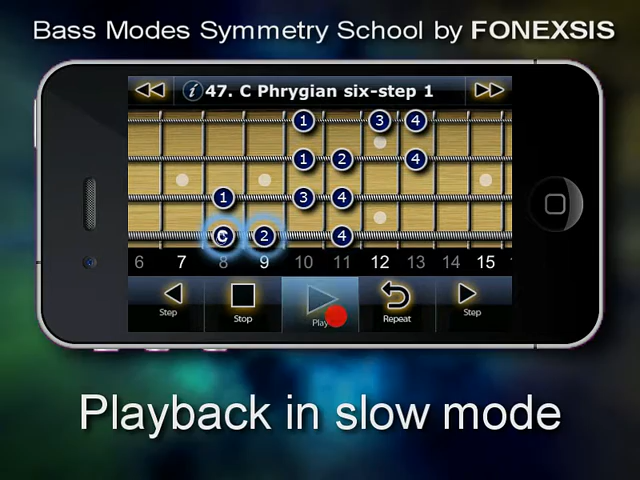 Bass Modes Symmetry School by FONEXSIS
i 47. C Phrygian six-step 1
1 3 4
1 2 4
1 3 4
C 2 4
6 7 8 9 10 11 12 13 14 15
Step Stop Play Repeat Step
Playback in slow mode